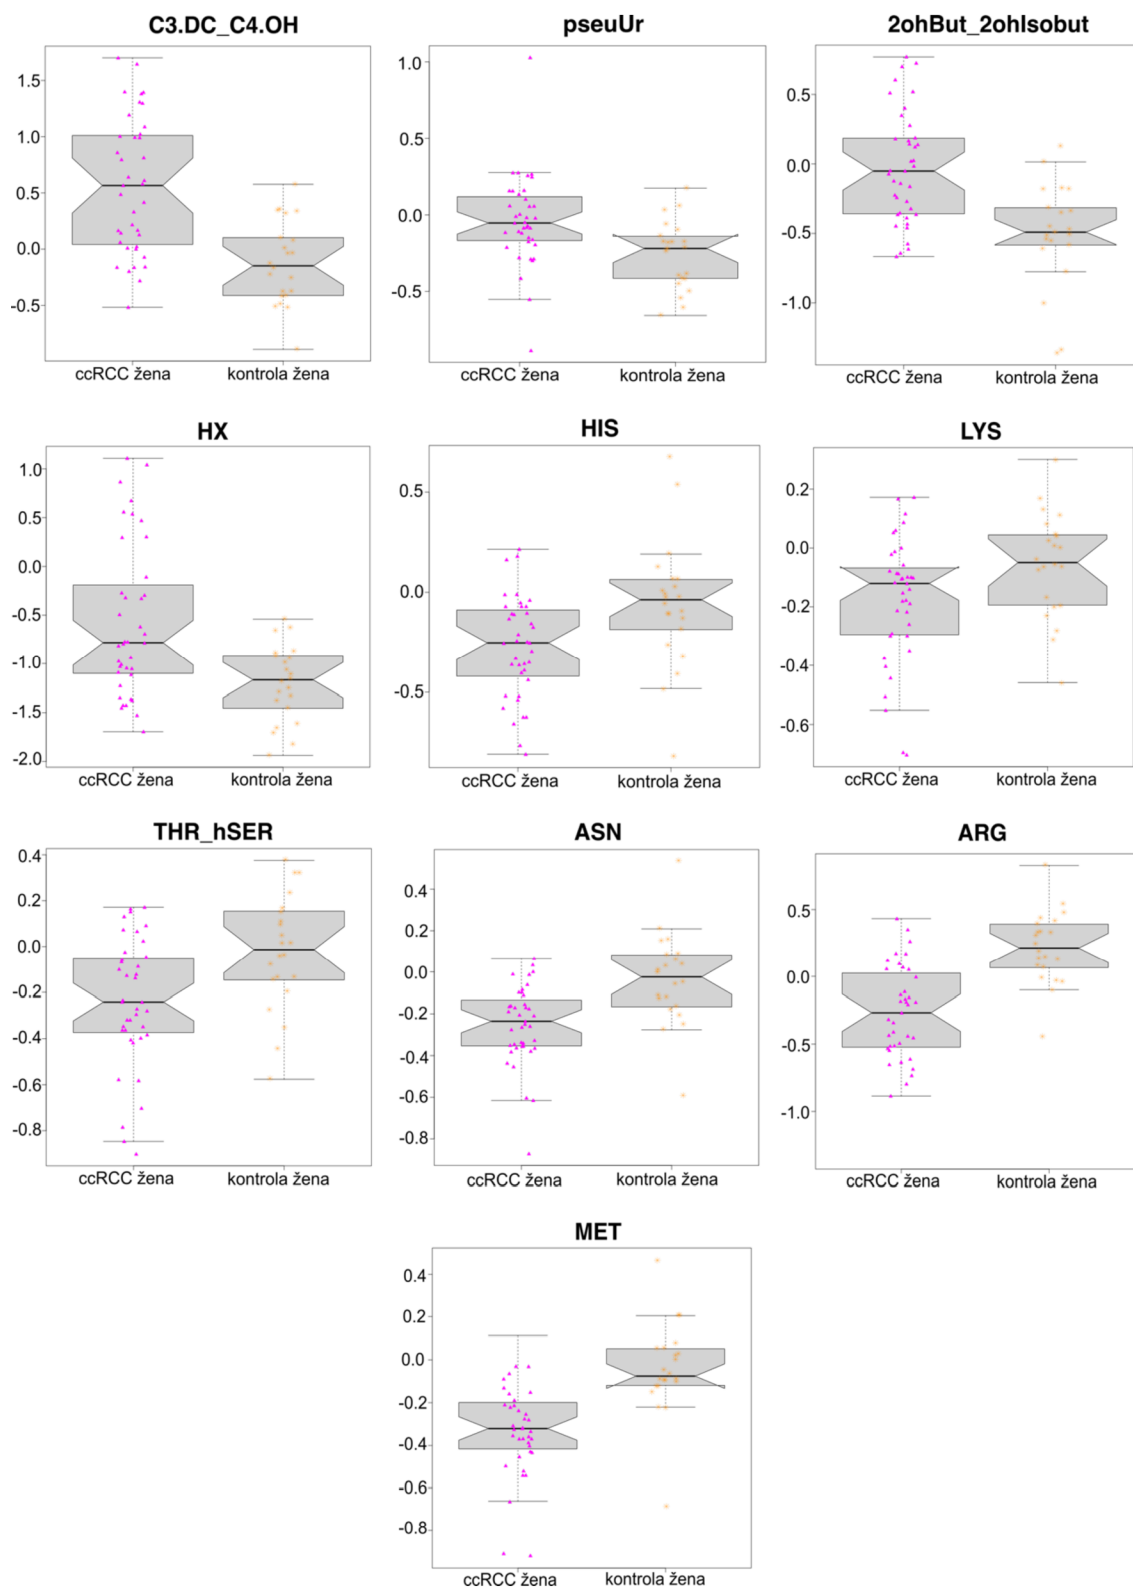 C3.DC_C4.OH
1.5
1.0
0.5
0.0
-0.5
ccRCC žena
kontrola žena
pseuUr
1.0
0.5
0.0
-0.5
ccRCC žena
kontrola žena
2ohBut_2ohIsobut
0.5
0.0
-0.5
-1.0
ccRCC žena
kontrola žena
HX
1.0
0.5
0.0
-0.5
-1.0
-1.5
-2.0
ccRCC žena
kontrola žena
HIS
0.5
0.0
-0.5
ccRCC žena
kontrola žena
LYS
0.2
0.0
-0.2
-0.4
-0.6
ccRCC žena
kontrola žena
THR_hSER
0.4
0.2
0.0
-0.2
-0.4
-0.6
-0.8
ccRCC žena
kontrola žena
ASN
0.4
0.2
0.0
-0.2
-0.4
-0.6
-0.8
ccRCC žena
kontrola žena
ARG
0.5
0.0
-0.5
-1.0
ccRCC žena
kontrola žena
MET
0.4
0.2
0.0
-0.2
-0.4
-0.6
-0.8
ccRCC žena
kontrola žena